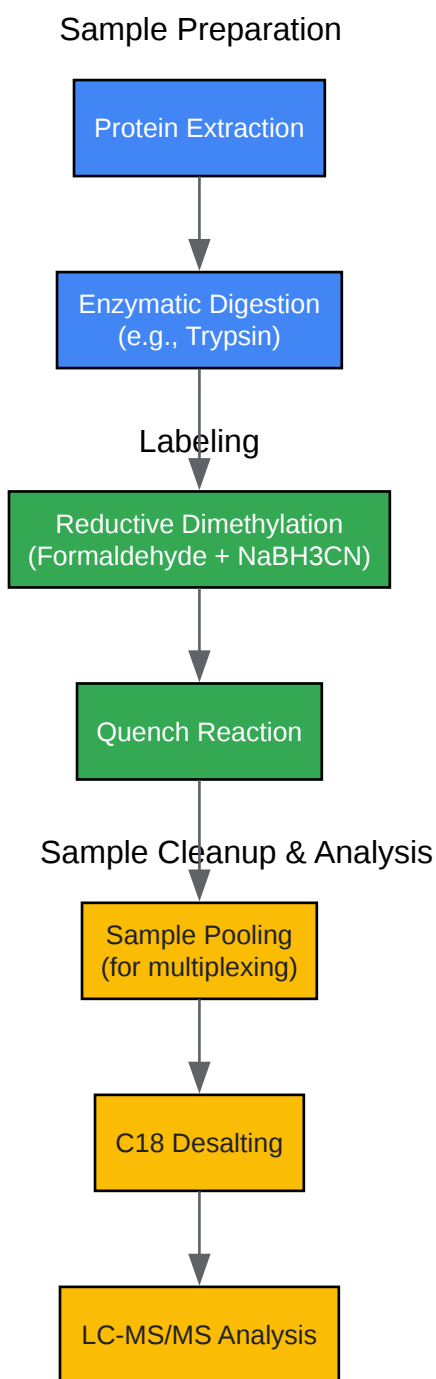 Sample Preparation
Protein Extraction
Enzymatic Digestion
(e.g., Trypsin)
Labeling
Reductive Dimethylation
(Formaldehyde + NaBH3CN)
Quench Reaction
Sample Cleanup & Analysis
Sample Pooling
(for multiplexing)
C18 Desalting
LC-MS/MS Analysis